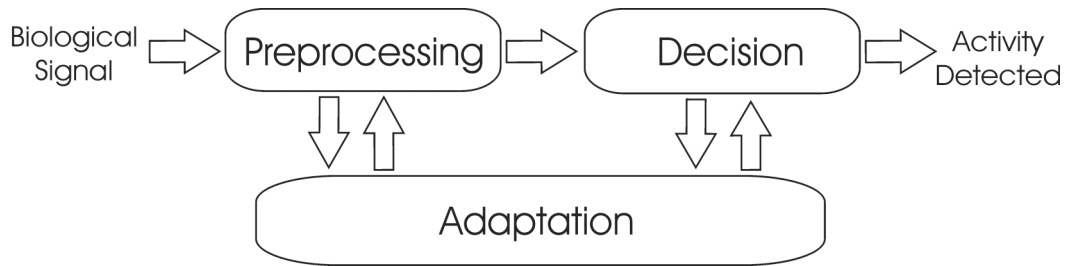 Biological
Signal
Preprocessing
Decision
Activity
Detected
Adaptation